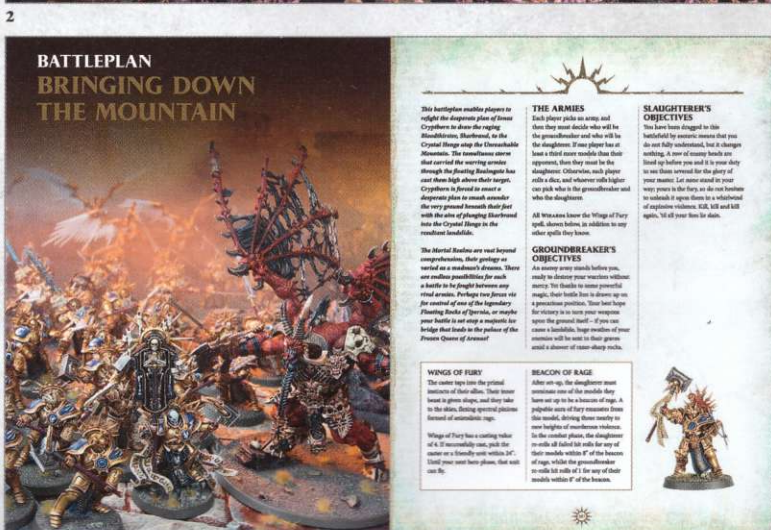 2
BATTLEPLAN
BRINGING DOWN
THE MOUNTAIN
This battleplan enables players to
refight the desperate plan of Ionus
Cryptborn to draw the raging
Bloodthirster, Skarbrand, to the
Crystal Henge atop the Unreachable
Mountain. The tumultuous storm
that carried the warring armies
through the floating Realmgate has
cast them high above their target.
Cryptborn is forced to enact a
desperate plan to smash asunder
the very ground beneath their feet
with the aim of plunging Skarbrand
into the Crystal Henge in the
resultant landslide.
The Mortal Realms are vast beyond
comprehension, their geology as
varied as a madman's dreams. There
are endless possibilities for such
a battle to be fought between any
rival armies. Perhaps two forces vie
for control of one of the legendary
Floating Rocks of
or maybe
your battle is set atop a majestic ice
bridge that leads to the palace of the
Frozen Queen of
THE ARMIES
Each player picks an army, and
then they must decide who will be
the groundbreaker and who will be
the slaughterer. If one player has at
least a third more models than their
opponent, then they must be the
slaughterer. Otherwise, each player
rolls a dice, and whoever rolls higher
can pick who is the groundbreaker and
who the slaughterer.
All WIZARDS know the Wings of Fury
spell, shown below, in addition to any
other spells they know.
GROUNDBREAKER'S
OBJECTIVES
An enemy army stands before you,
ready to destroy your warriors without
mercy. Yet thanks to some powerful
magic, their battle line is drawn up on
a precarious position. Your best hope
for victory is to turn your weapons
upon the ground itself – if you can
cause a landslide, huge swathes of your
enemies will be sent to their graves
amid a shower of razor-sharp rocks.
SLAUGHTERER'S
OBJECTIVES
You have been dragged to this
battlefield by esoteric means that you
do not fully understand, but it changes
nothing. A row of enemy heads are
lined up before you and it is your duty
to see them severed for the glory of
your master. Let none stand in your
way; yours is the fury, so do not hesitate
to unleash it upon them in a whirlwind
of explosive violence. Kill, kill and kill
again, 'til all your foes lie slain.
WINGS OF FURY
The caster taps into the primal
instincts of their allies. Their inner
beast is given shape, and they take
to the skies, flexing spectral pinions
formed of animalistic rage.
Wings of Fury has a casting value
of 6. If successfully cast, pick the
caster or a friendly unit within 24".
Until your next hero phase, that unit
can fly.
BEACON OF RAGE
After set-up, the slaughterer must
nominate one of the models they
have set up to be a beacon of rage. A
palpable aura of fury emanates from
this model, driving those nearby to
new heights of murderous violence.
In the combat phase, the slaughterer
re-rolls all failed hit rolls for any of
their models within 8" of the beacon
of rage, whilst the groundbreaker
re-rolls hit rolls of 1 for any of their
models within 8" of the beacon.